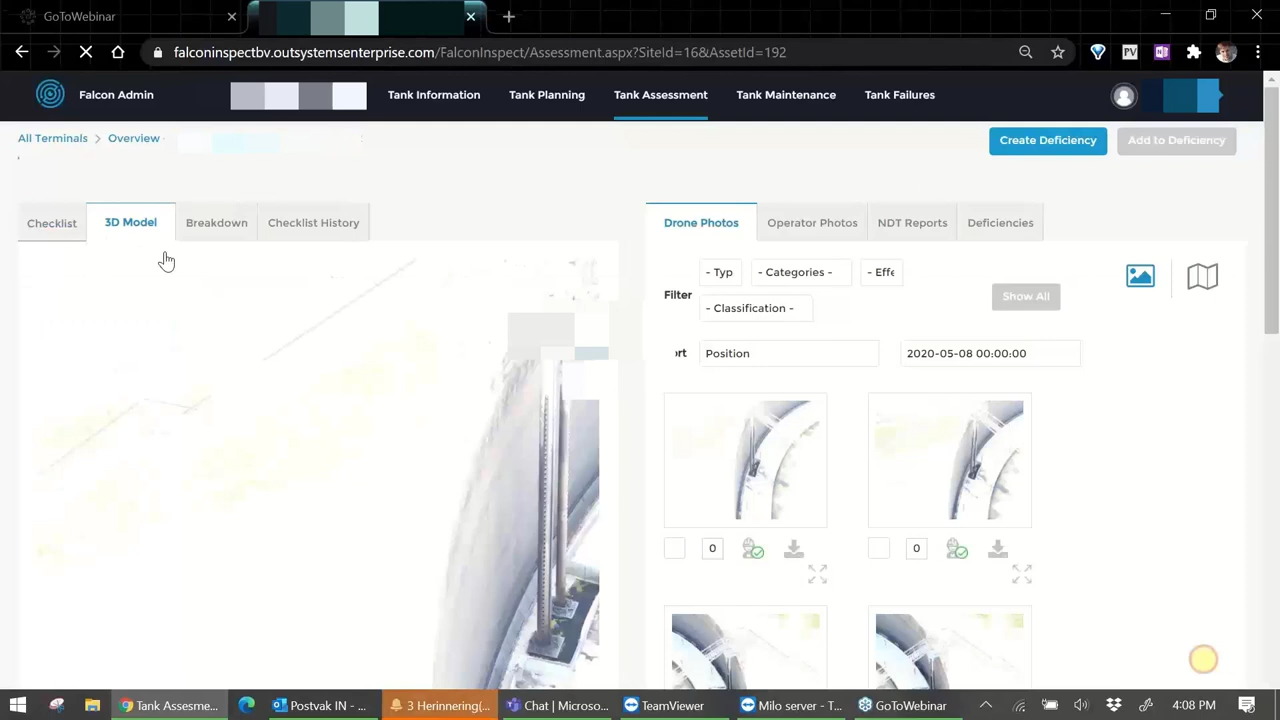 GoToWebinar
falconinspectbv.outsystemsenterprise.com/FalconInspect/Assessment.aspx?SiteId=16&AssetId=192
PV
Falcon Admin
Tank Information
Tank Planning
Tank Assessment
Tank Maintenance
Tank Failures
All Terminals > Overview
Create Deficiency
Add to Deficiency
Checklist
3D Model
Breakdown
Checklist History
Drone Photos
Operator Photos
NDT Reports
Deficiencies
- Typ
- Categories -
- Effe
Filter
Show All
- Classification -
ort
Position
2020-05-08 00:00:00
0
0
Tank Assesme...
Postvak IN - ...
3 Herinnering(...
Chat | Microso...
TeamViewer
Milo server - T...
GoToWebinar
4:08 PM
3